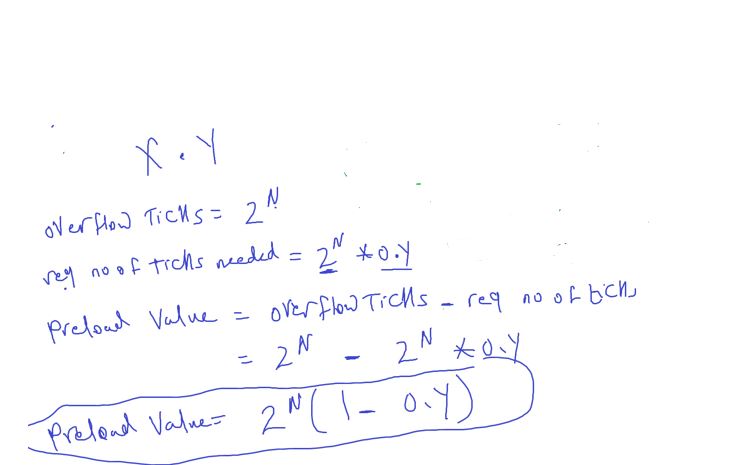 X . Y
overflow Ticks = 2^N
req no of ticks needed = 2^N * 0.Y
Preload Value = overflow Ticks - req no of ticks
= 2^N - 2^N * 0.Y
Preload Value = 2^N ( 1 - 0.Y )